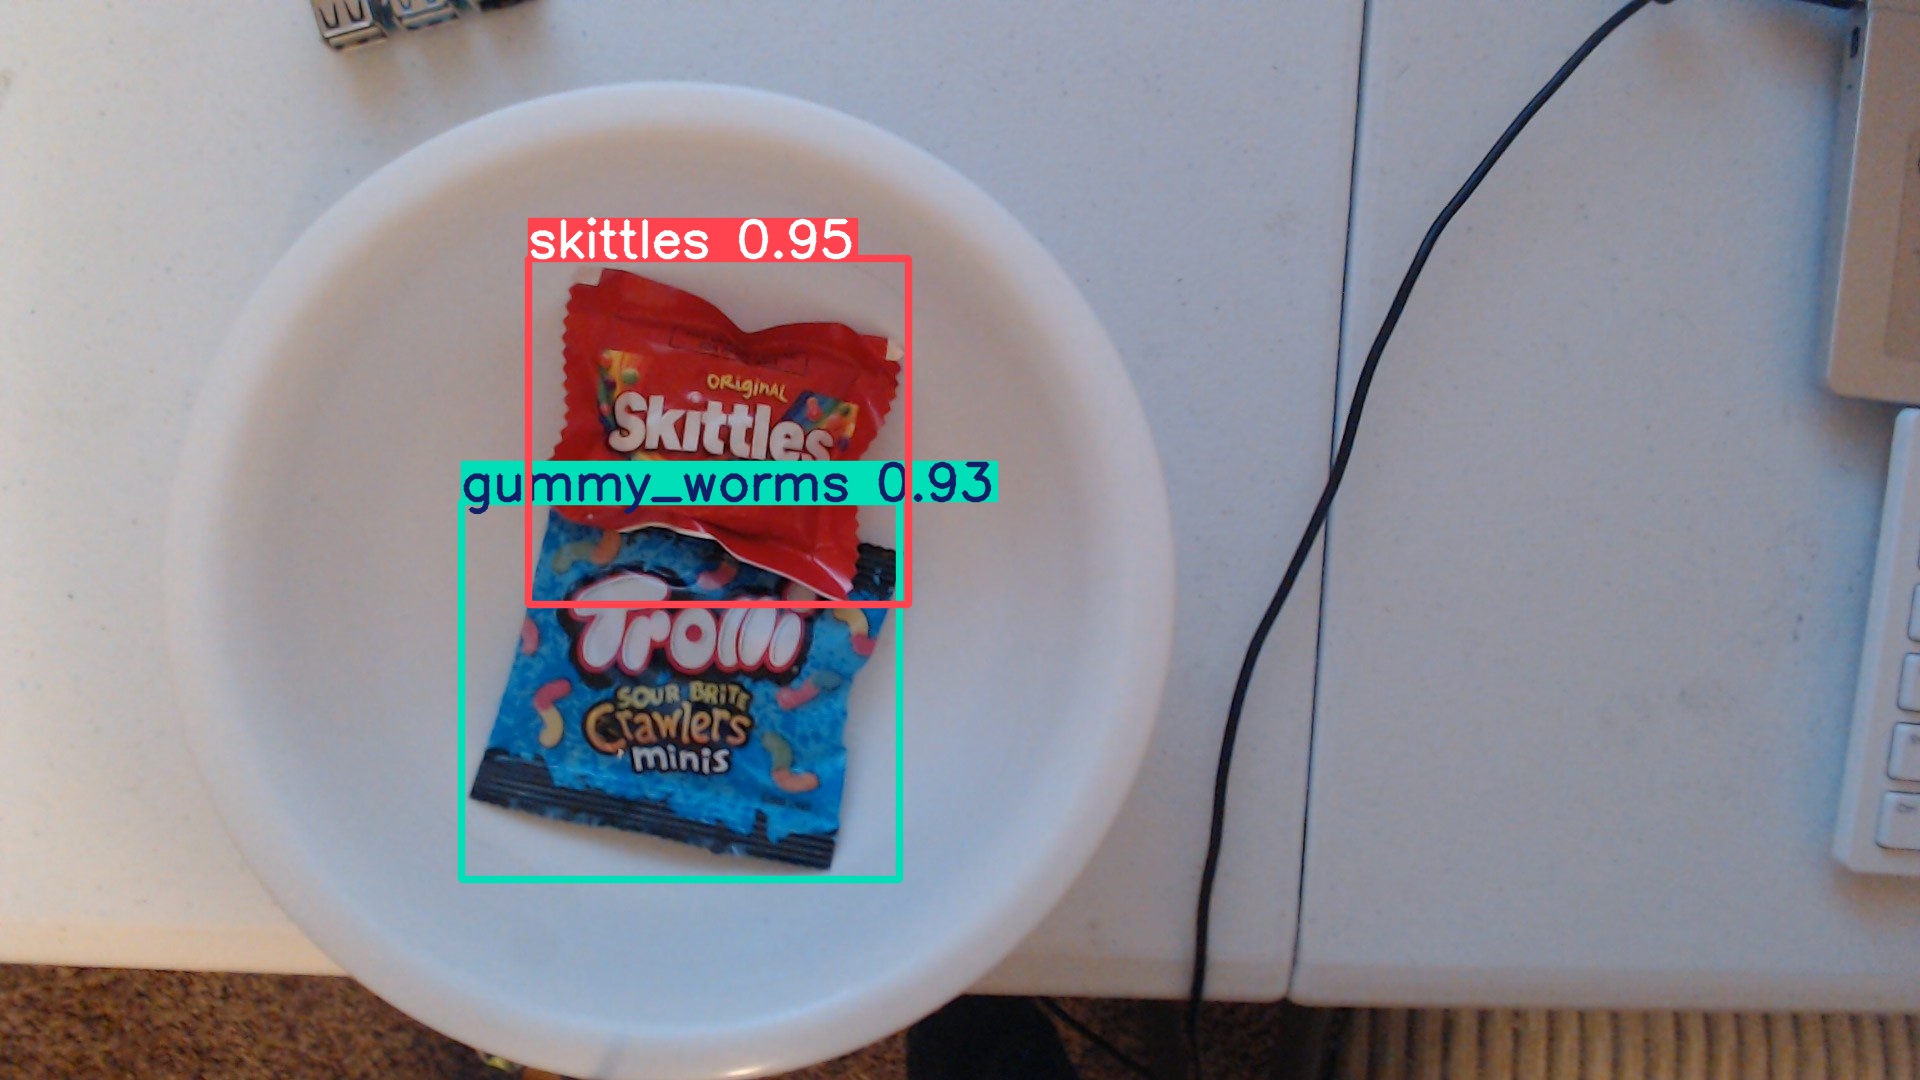 skittles 0.95
ORiginAL
Skittles
gummy_worms 0.93
Trolli
SOUR BRITE
Crawlers
minis